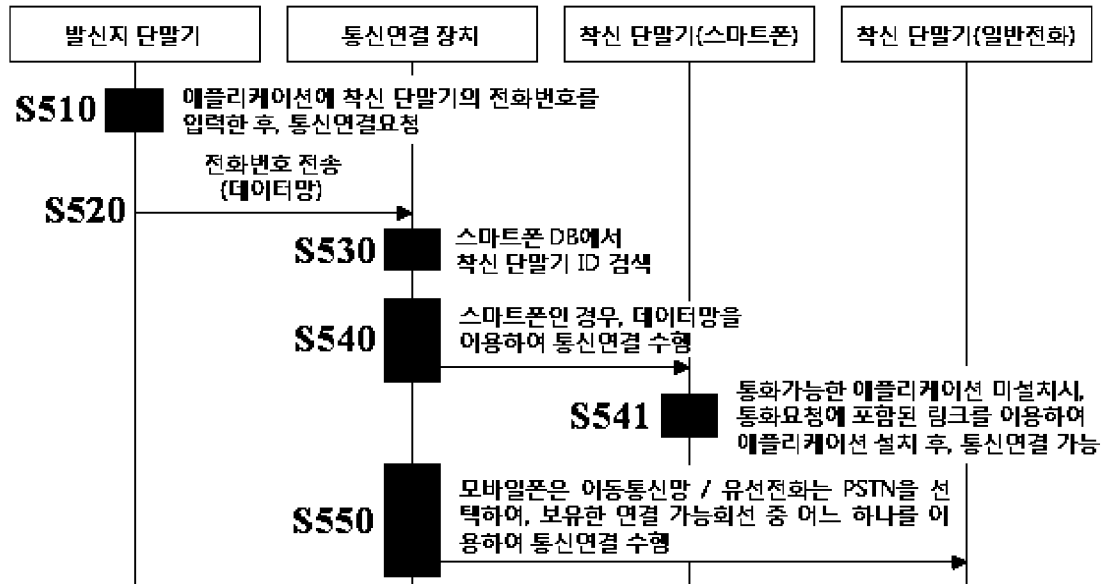 발신지 단말기
통신연결 장치
착신 단말기(스마트폰)
착신 단말기(일반전화)
S510
애플리케이션에 착신 단말기의 전화번호를
입력한 후, 통신연결요청
전화번호 전송
(데이터망)
S520
S530
스마트폰 DB에서
착신 단말기 ID 검색
S540
스마트폰인 경우, 데이터망을
이용하여 통신연결 수행
S541
통화가능한 애플리케이션 미설치시,
통화요청에 포함된 링크를 이용하여
애플리케이션 설치 후, 통신연결 가능
S550
모바일폰은 이동통신망 / 유선전화는 PSTN을 선
택하여, 보유한 연결 가능회선 중 어느 하나를 이
용하여 통신연결 수행